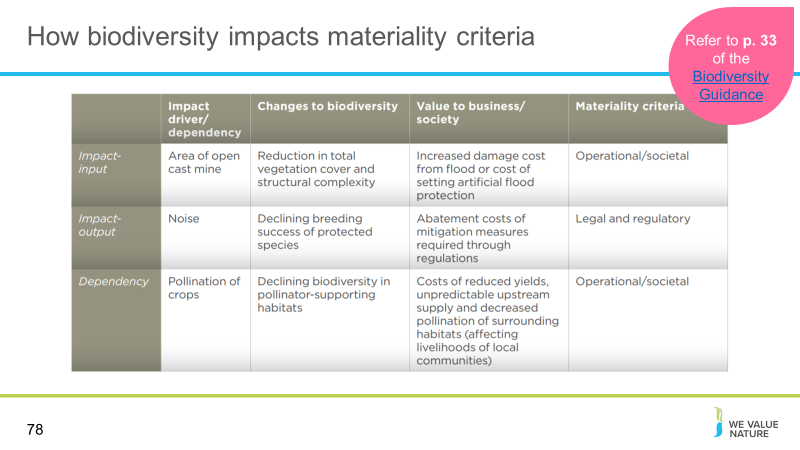 How biodiversity impacts materiality criteria
Refer to p. 33
of the
Biodiversity
Guidance
Impact
driver/
dependency
Changes to biodiversity
Value to business/
society
Materiality criteria
Impact-
input
Area of open
cast mine
Reduction in total
vegetation cover and
structural complexity
Increased damage cost
from flood or cost of
setting artificial flood
protection
Operational/societal
Impact-
output
Noise
Declining breeding
success of protected
species
Abatement costs of
mitigation measures
required through
regulations
Legal and regulatory
Dependency
Pollination of
crops
Declining biodiversity in
pollinator-supporting
habitats
Costs of reduced yields,
unpredictable upstream
supply and decreased
pollination of surrounding
habitats (affecting
livelihoods of local
communities)
Operational/societal
78
WE VALUE
NATURE